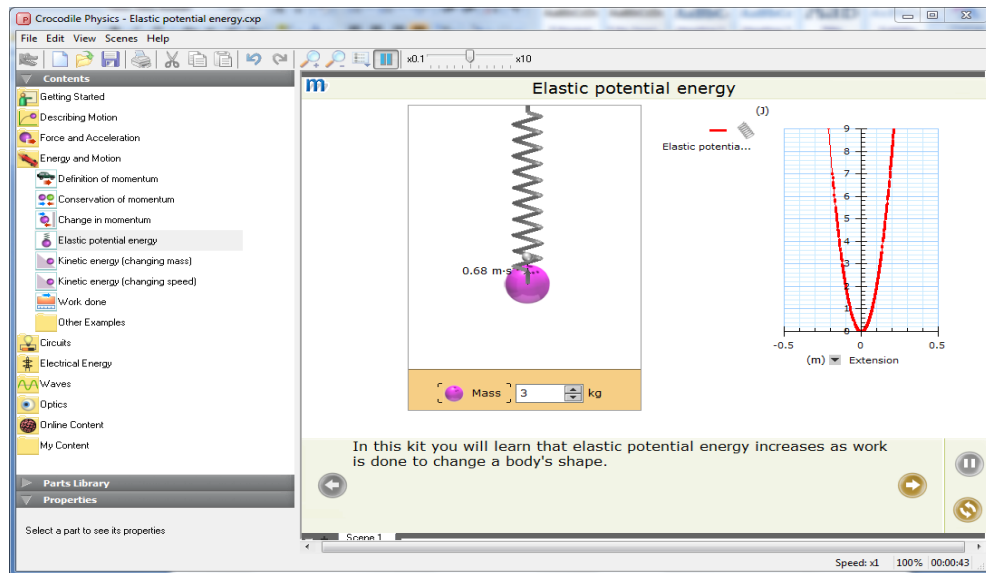 Crocodile Physics - Elastic potential energy.cxp
File Edit View Scenes Help
x0.1 x10
Contents
Getting Started
Describing Motion
Force and Acceleration
Energy and Motion
Definition of momentum
Conservation of momentum
Change in momentum
Elastic potential energy
Kinetic energy (changing mass)
Kinetic energy (changing speed)
Work done
Other Examples
Circuits
Electrical Energy
Waves
Optics
Online Content
My Content
Parts Library
Properties
Select a part to see its properties
m
Elastic potential energy
0.68 m·s
Mass 3 kg
(J)
Elastic potentia...
9
8
7
6
5
4
3
2
1
0
-0.5 0 0.5
(m) Extension
In this kit you will learn that elastic potential energy increases as work
is done to change a body's shape.
Scene 1
Speed: x1 100% 00:00:43